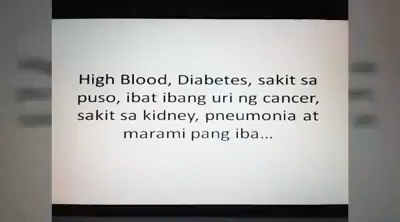 High Blood, Diabetes, sakit sa
puso, ibat ibang uri ng cancer,
sakit sa kidney, pneumonia at
marami pang iba...